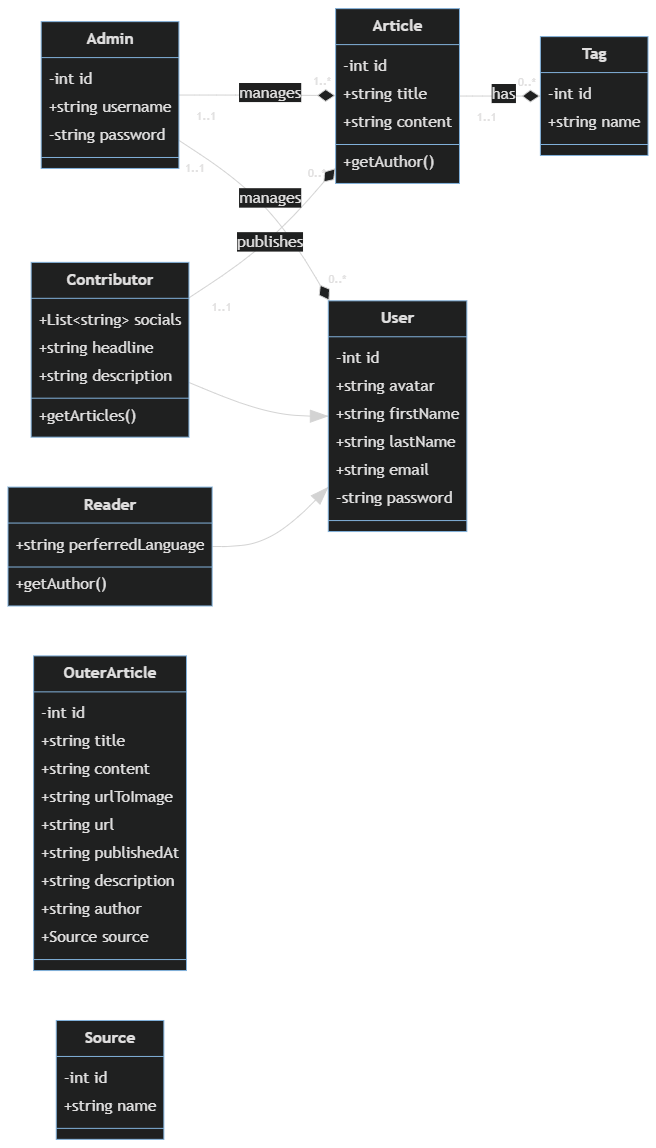 Admin
-int id
+string username
-string password
manages
1..1
1..*
Article
-int id
+string title
+string content
+getAuthor()
has
1..1
0..*
Tag
-int id
+string name
manages
1..1
0..*
publishes
1..1
0..*
Contributor
+List<string> socials
+string headline
+string description
+getArticles()
User
-int id
+string avatar
+string firstName
+string lastName
+string email
-string password
Reader
+string perferredLanguage
+getAuthor()
OuterArticle
-int id
+string title
+string content
+string urlToImage
+string url
+string publishedAt
+string description
+string author
+Source source
Source
-int id
+string name